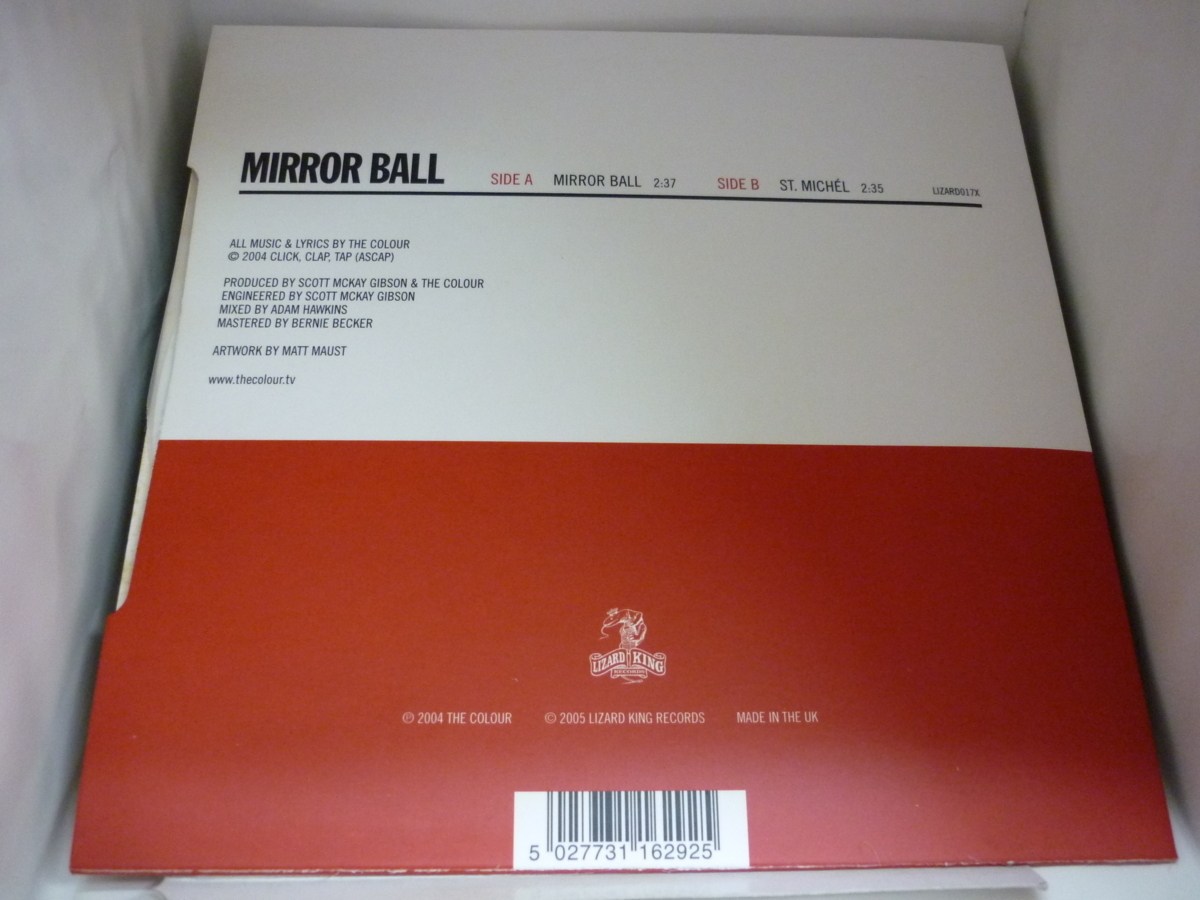 MIRROR BALL SIDE A MIRROR BALL 2:37 SIDE B ST. MICHÉL 2:35 LIZARD017X
ALL MUSIC & LYRICS BY THE COLOUR
© 2004 CLICK, CLAP, TAP (ASCAP)
PRODUCED BY SCOTT MCKAY GIBSON & THE COLOUR
ENGINEERED BY SCOTT MCKAY GIBSON
MIXED BY ADAM HAWKINS
MASTERED BY BERNIE BECKER
ARTWORK BY MATT MAUST
www.thecolour.tv
LIZARD KING
RECORDS
℗ 2004 THE COLOUR © 2005 LIZARD KING RECORDS MADE IN THE UK
5 027731 162925